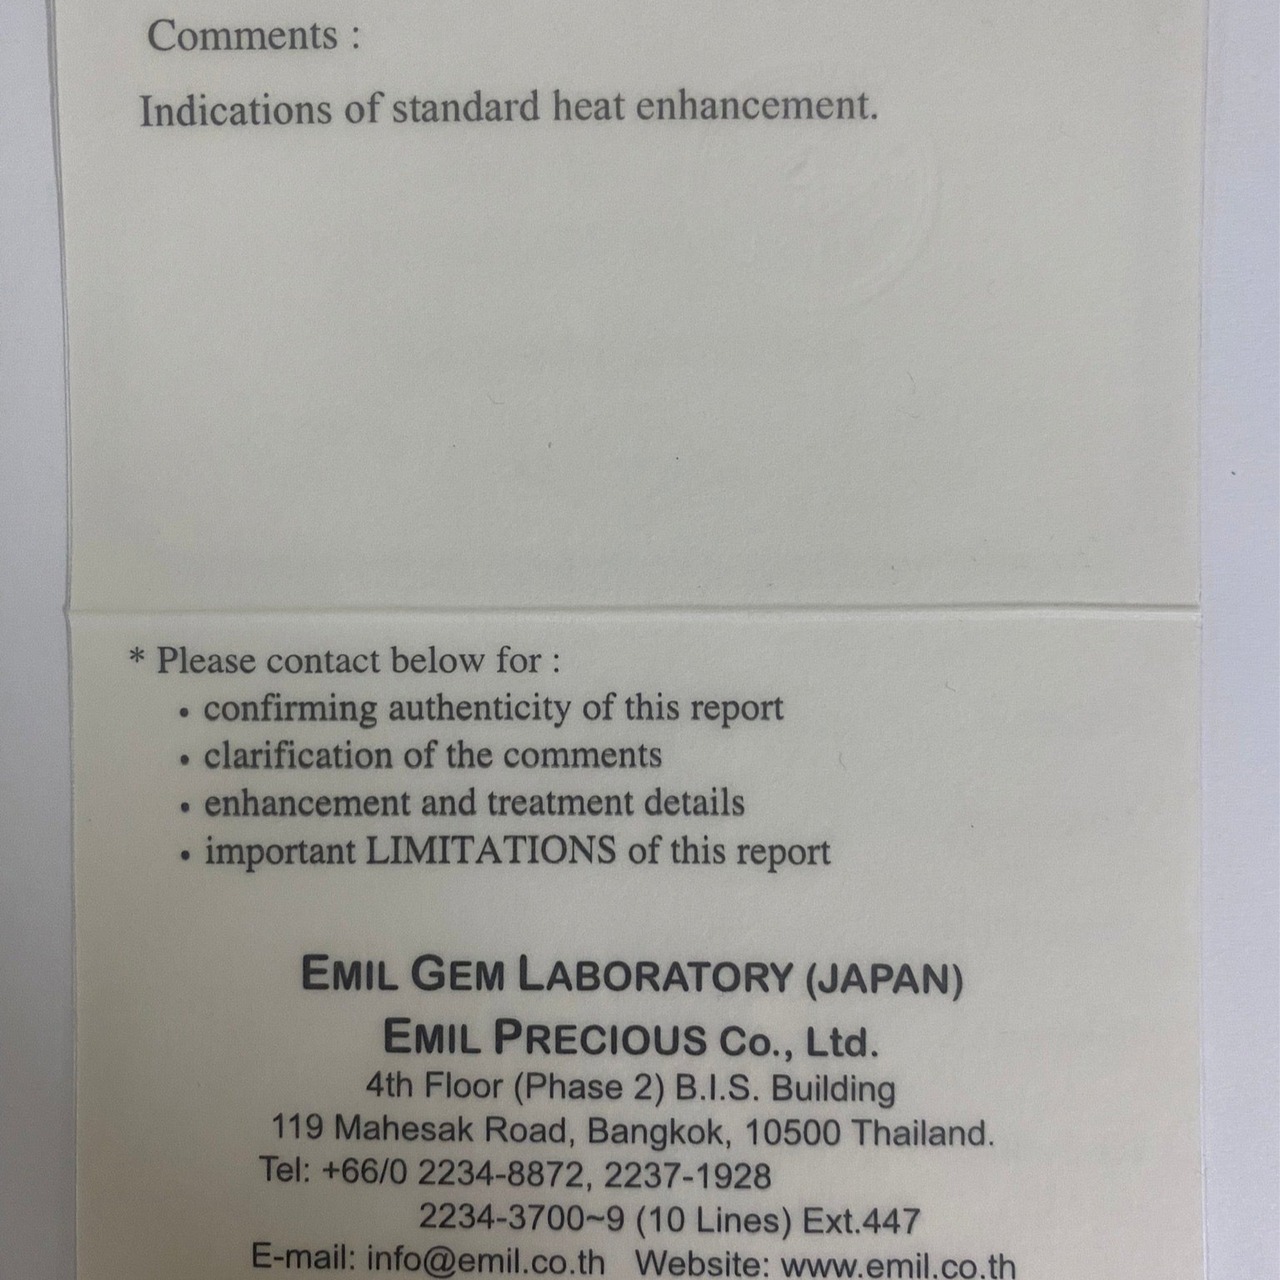 Comments :
Indications of standard heat enhancement.
* Please contact below for :
• confirming authenticity of this report
• clarification of the comments
• enhancement and treatment details
• important LIMITATIONS of this report
EMIL GEM LABORATORY (JAPAN)
EMIL PRECIOUS Co., Ltd.
4th Floor (Phase 2) B.I.S. Building
119 Mahesak Road, Bangkok, 10500 Thailand.
Tel: +66/0 2234-8872, 2237-1928
2234-3700~9 (10 Lines) Ext.447
E-mail: info@emil.co.th Website: www.emil.co.th